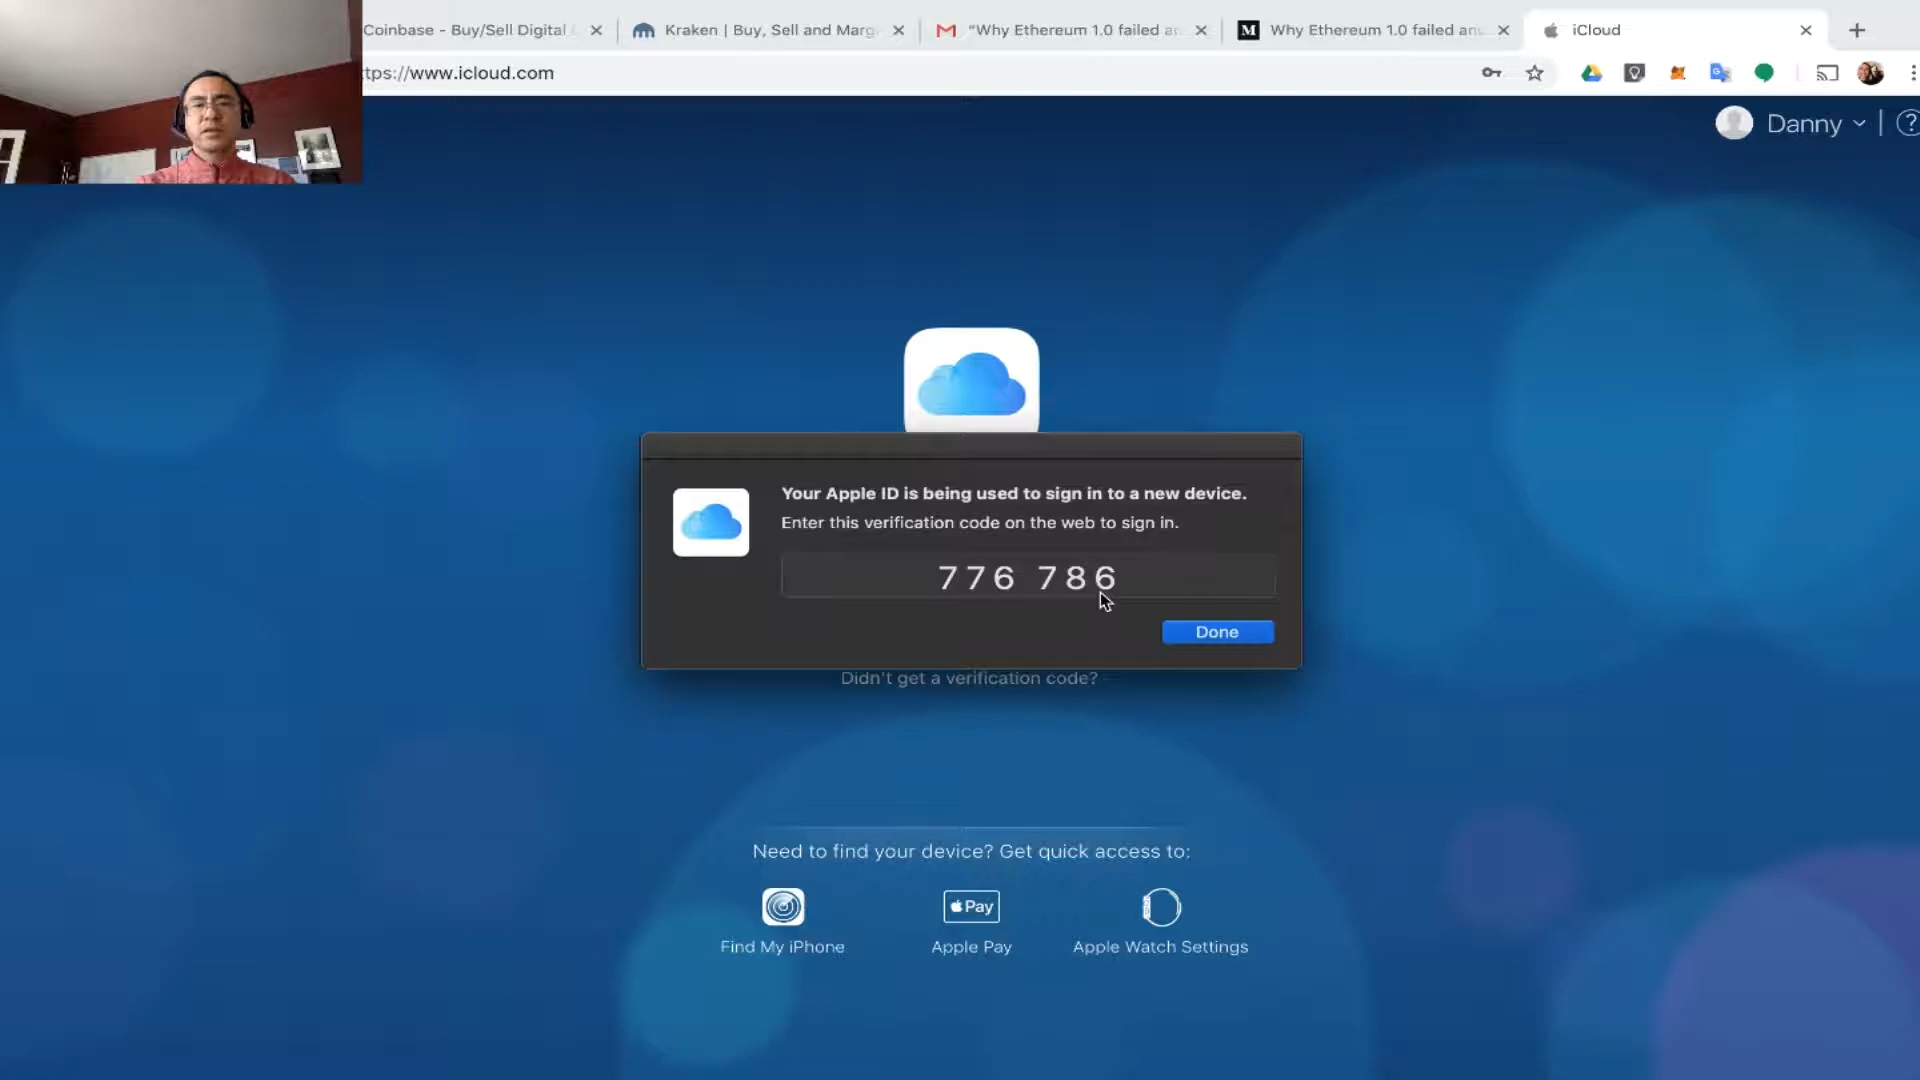 Coinbase - Buy/Sell Digital
Kraken | Buy, Sell and Marg
"Why Ethereum 1.0 failed a
Why Ethereum 1.0 failed an
iCloud
tps://www.icloud.com
Danny
Your Apple ID is being used to sign in to a new device.
Enter this verification code on the web to sign in.
776 786
Done
Didn't get a verification code?
Need to find your device? Get quick access to:
Pay
Find My iPhone
Apple Pay
Apple Watch Settings